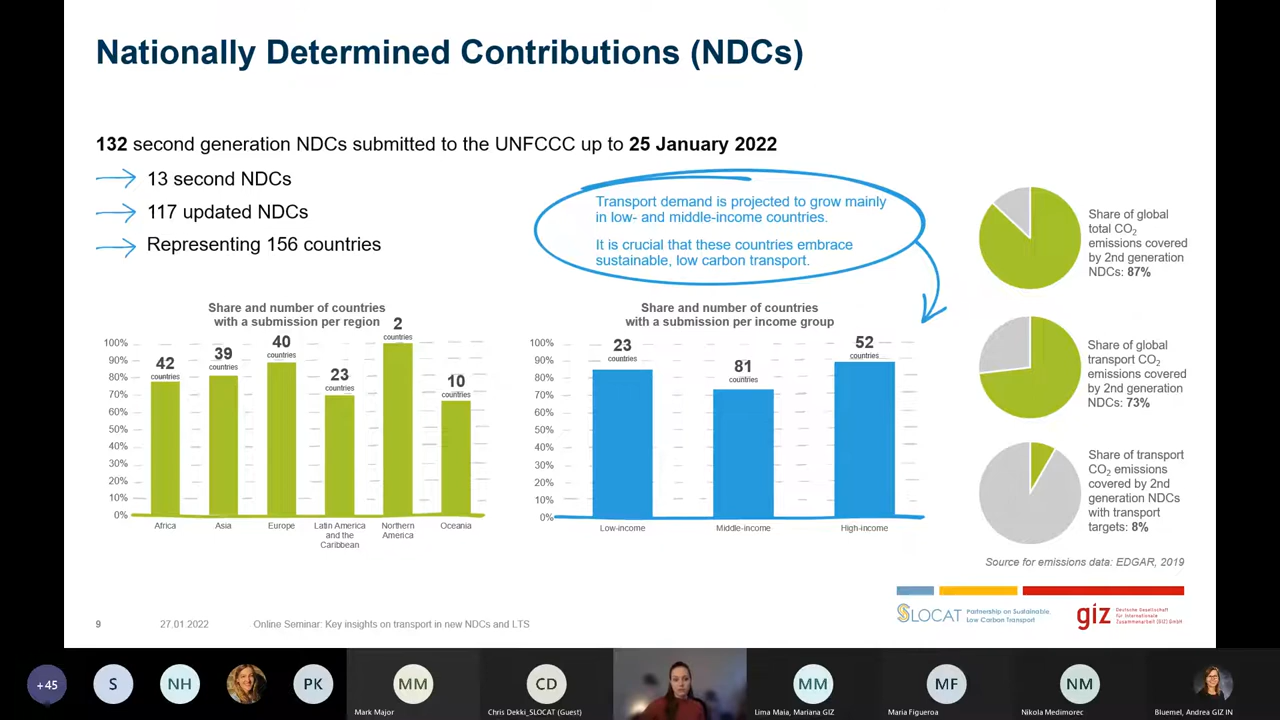 Nationally Determined Contributions (NDCs)
132 second generation NDCs submitted to the UNFCCC up to 25 January 2022
13 second NDCs
117 updated NDCs
Representing 156 countries
Transport demand is projected to grow mainly
in low- and middle-income countries.
It is crucial that these countries embrace
sustainable, low carbon transport.
Share and number of countries
with a submission per region
100%
90%
80%
70%
60%
50%
40%
30%
20%
10%
0%
42
countries
39
countries
40
countries
23
countries
2
countries
10
countries
Africa
Asia
Europe
Latin America
and the
Caribbean
Northern
America
Oceania
Share and number of countries
with a submission per income group
100%
90%
80%
70%
60%
50%
40%
30%
20%
10%
0%
23
countries
81
countries
52
countries
Low-income
Middle-income
High-income
Share of global
total CO2
emissions covered
by 2nd generation
NDCs: 87%
Share of global
transport CO2
emissions covered
by 2nd generation
NDCs: 73%
Share of transport
CO2 emissions
covered by 2nd
generation NDCs
with transport
targets: 8%
Source for emissions data: EDGAR, 2019
SLOCAT
Partnership on Sustainable,
Low Carbon Transport
giz
Deutsche Gesellschaft
für Internationale
Zusammenarbeit (GIZ) GmbH
9
27.01.2022
Online Seminar: Key insights on transport in new NDCs and LTS
+45
S
NH
PK
MM
Mark Major
CD
Chris Dekki_SLOCAT (Guest)
MM
Lima Maia, Mariana GIZ
MF
Maria Figueroa
NM
Nikola Medimorec
Bluemel, Andrea GIZ IN